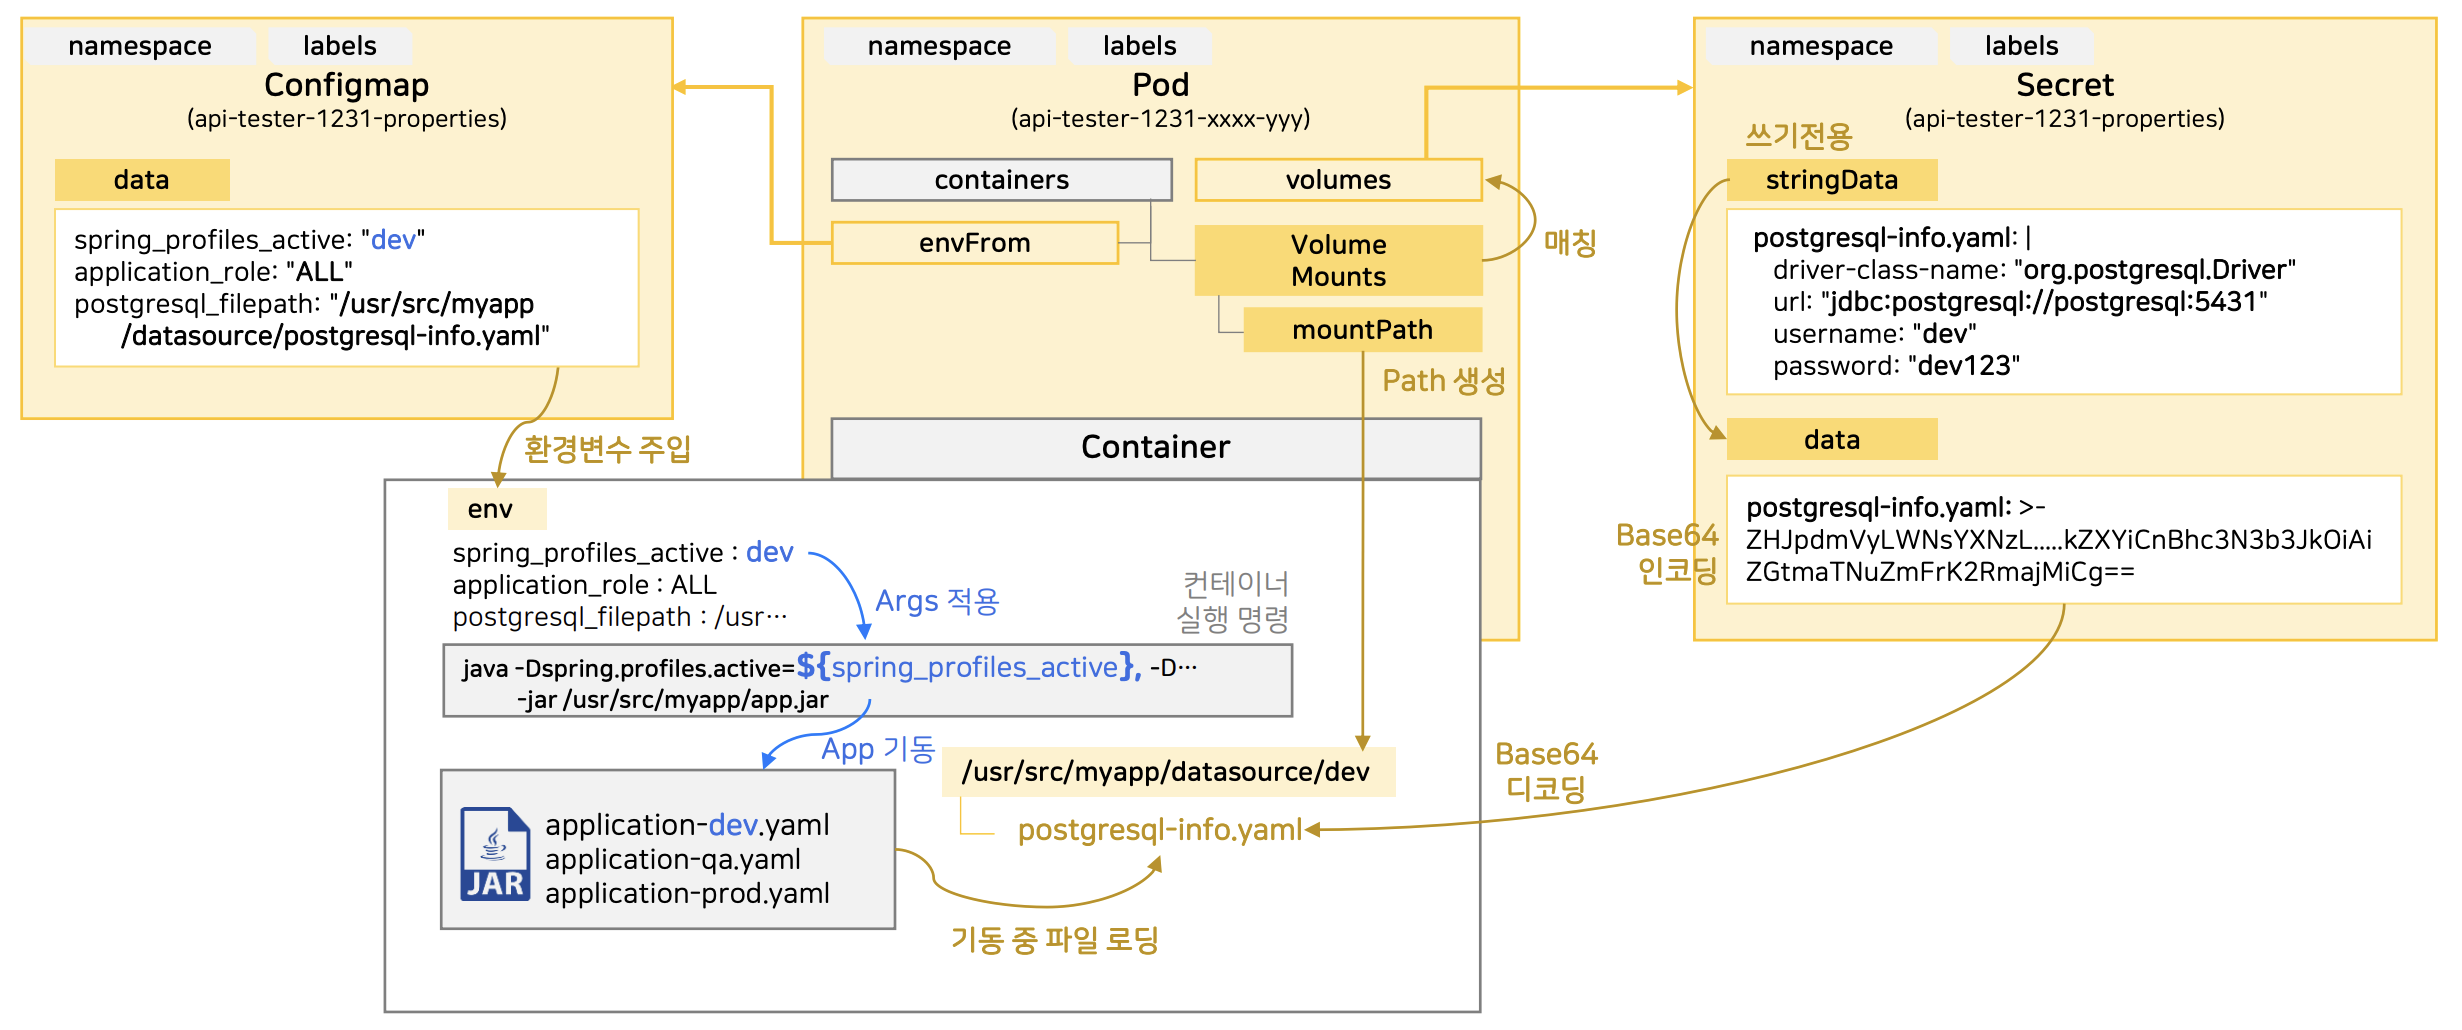 namespace
labels
Configmap
(api-tester-1231-properties)
data
spring_profiles_active: "dev"
application_role: "ALL"
postgresql_filepath: "/usr/src/myapp
/datasource/postgresql-info.yaml"
환경변수 주입
namespace
labels
Pod
(api-tester-1231-xxxx-yyy)
containers
volumes
envFrom
Volume
Mounts
매칭
mountPath
Path 생성
Container
env
spring_profiles_active : dev
application_role : ALL
postgresql_filepath : /usr⋯
Args 적용
컨테이너
실행 명령
java -Dspring.profiles.active=${spring_profiles_active}, -D⋯
-jar /usr/src/myapp/app.jar
App 기동
JAR
application-dev.yaml
application-qa.yaml
application-prod.yaml
/usr/src/myapp/datasource/dev
postgresql-info.yaml
기동 중 파일 로딩
namespace
labels
Secret
(api-tester-1231-properties)
쓰기전용
stringData
postgresql-info.yaml: |
driver-class-name: "org.postgresql.Driver"
url: "jdbc:postgresql://postgresql:5431"
username: "dev"
password: "dev123"
data
Base64
인코딩
postgresql-info.yaml: >-
ZHJpdmVyLWNsYXNzL.....kZXYiCnBhc3N3b3JkOiAi
ZGtmaTNuZmFrK2RmajMiCg==
Base64
디코딩